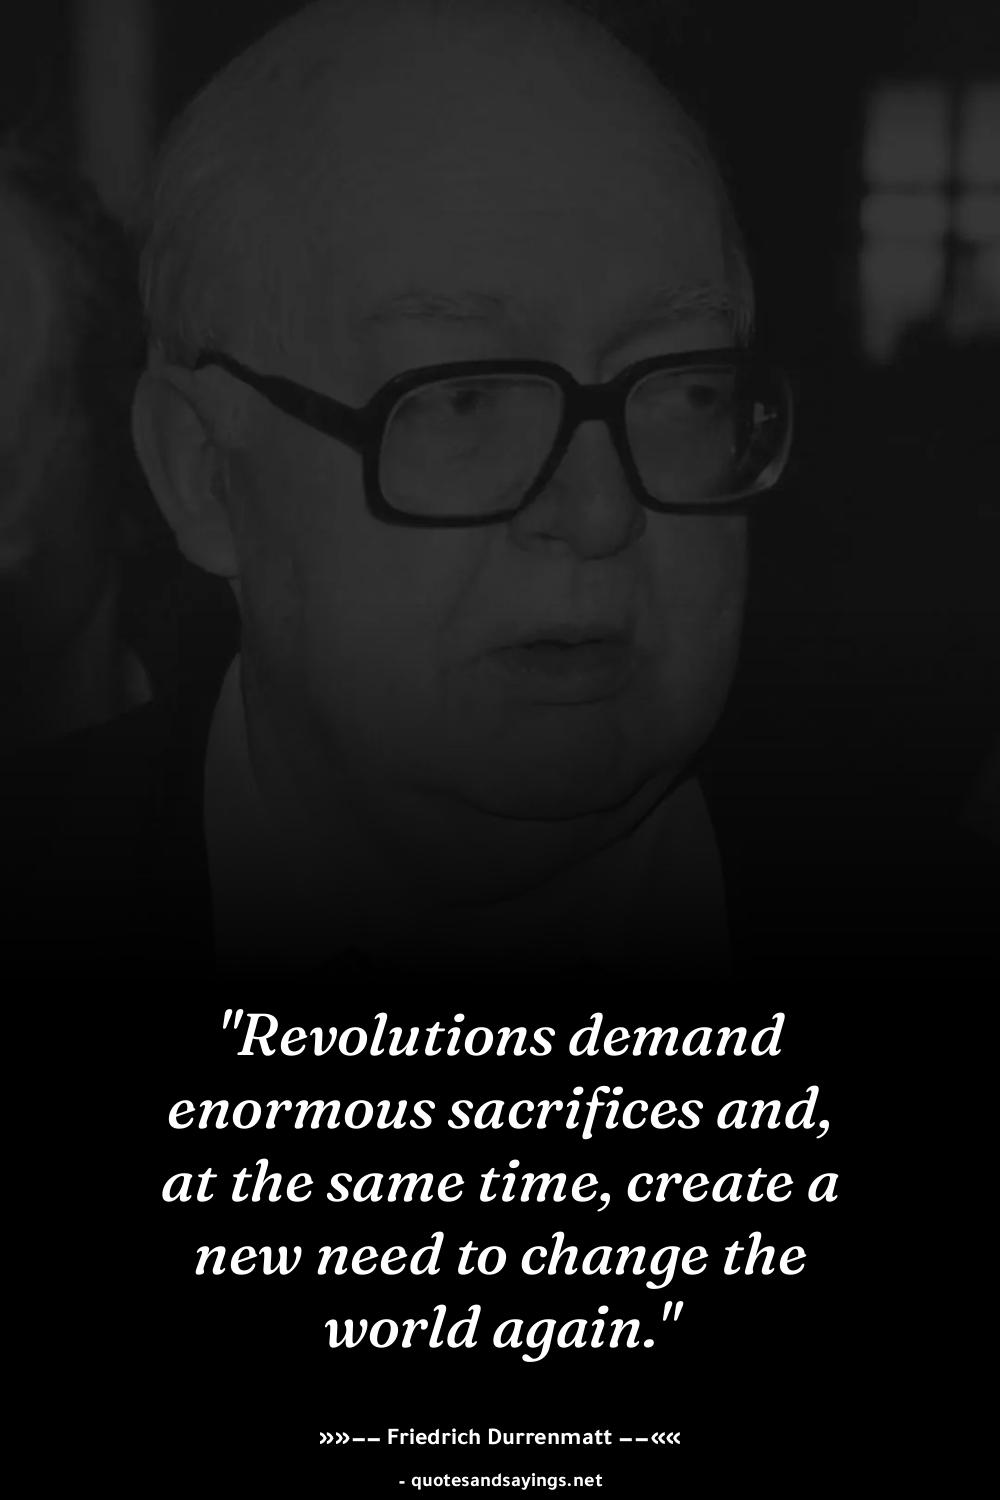 "Revolutions demand
enormous sacrifices and,
at the same time, create a
new need to change the
world again."
»»–– Friedrich Durrenmatt ––««
- quotesandsayings.net